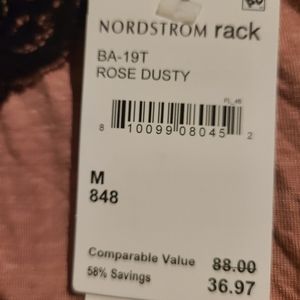 NORDSTROM rack
BA-19T
ROSE DUSTY
8 10099 08045 2
M
848
Comparable Value 88.00
58% Savings 36.97